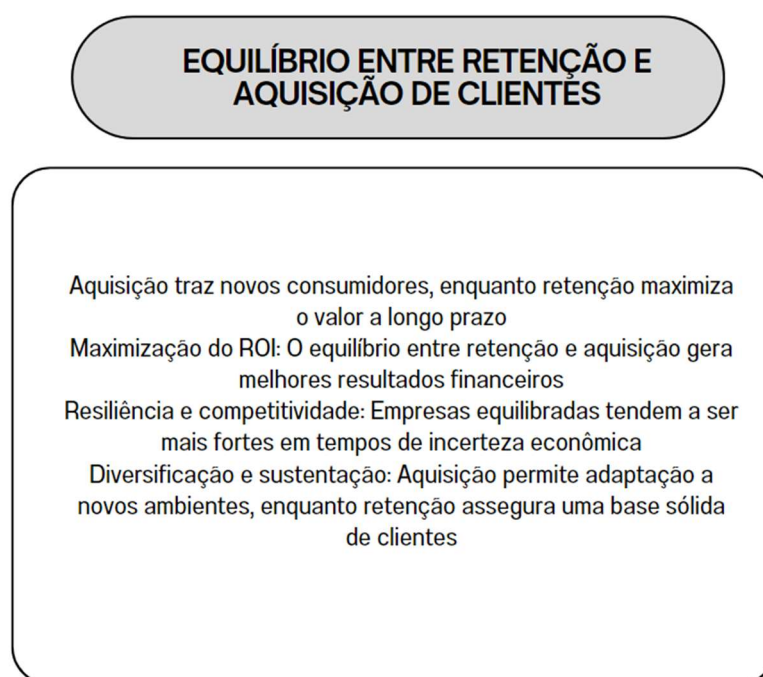 EQUILÍBRIO ENTRE RETENÇÃO E
AQUISIÇÃO DE CLIENTES
Aquisição traz novos consumidores, enquanto retenção maximiza
o valor a longo prazo
Maximização do ROI: O equilíbrio entre retenção e aquisição gera
melhores resultados financeiros
Resiliência e competitividade: Empresas equilibradas tendem a ser
mais fortes em tempos de incerteza econômica
Diversificação e sustentação: Aquisição permite adaptação a
novos ambientes, enquanto retenção assegura uma base sólida
de clientes